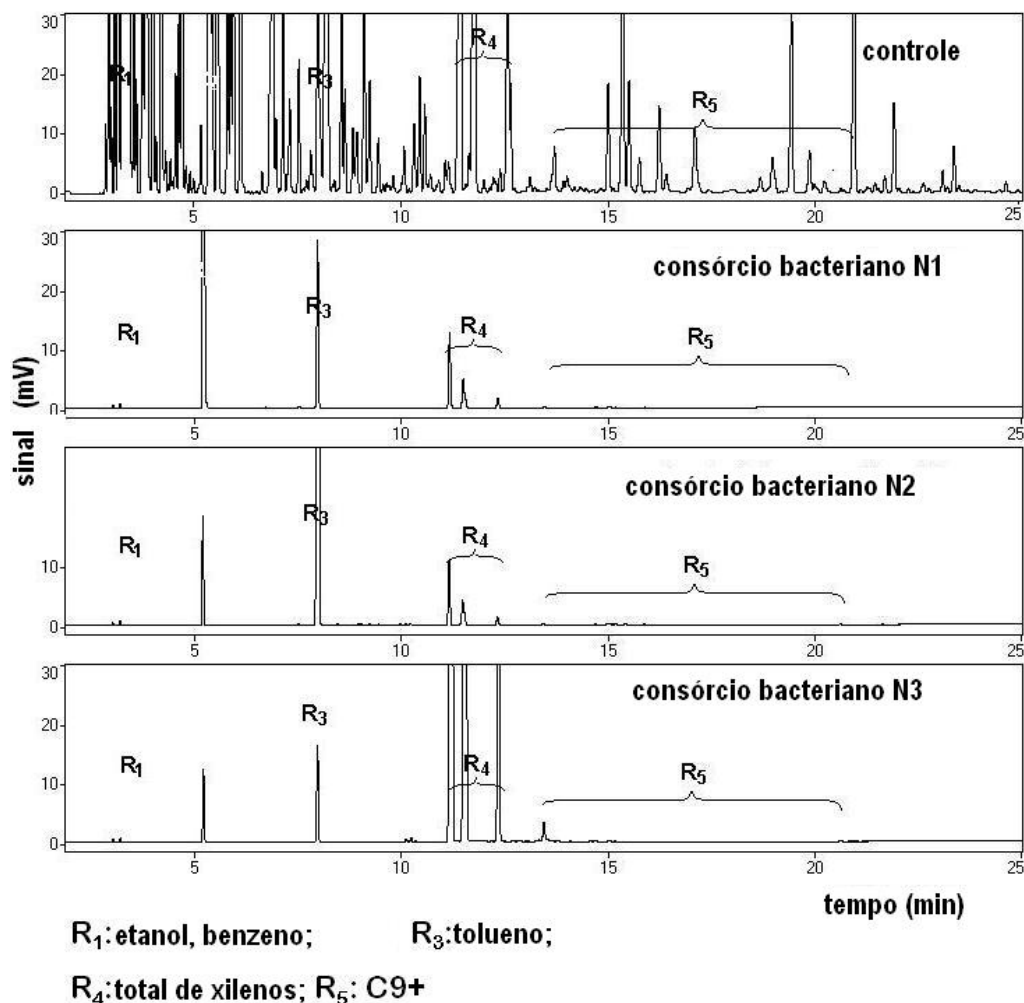 30
20
10
0
R₁
R₃
R₄
R₅
controle
5
10
15
20
25
30
20
10
0
R₁
R₃
R₄
R₅
consórcio bacteriano N1
5
10
15
20
25
sinal (mV)
10
0
R₁
R₃
R₄
R₅
consórcio bacteriano N2
5
10
15
20
25
30
20
10
0
R₁
R₃
R₄
R₅
consórcio bacteriano N3
5
10
15
20
25
tempo (min)
R₁:etanol, benzeno; R₃:tolueno;
R₄:total de xilenos; R₅: C9+